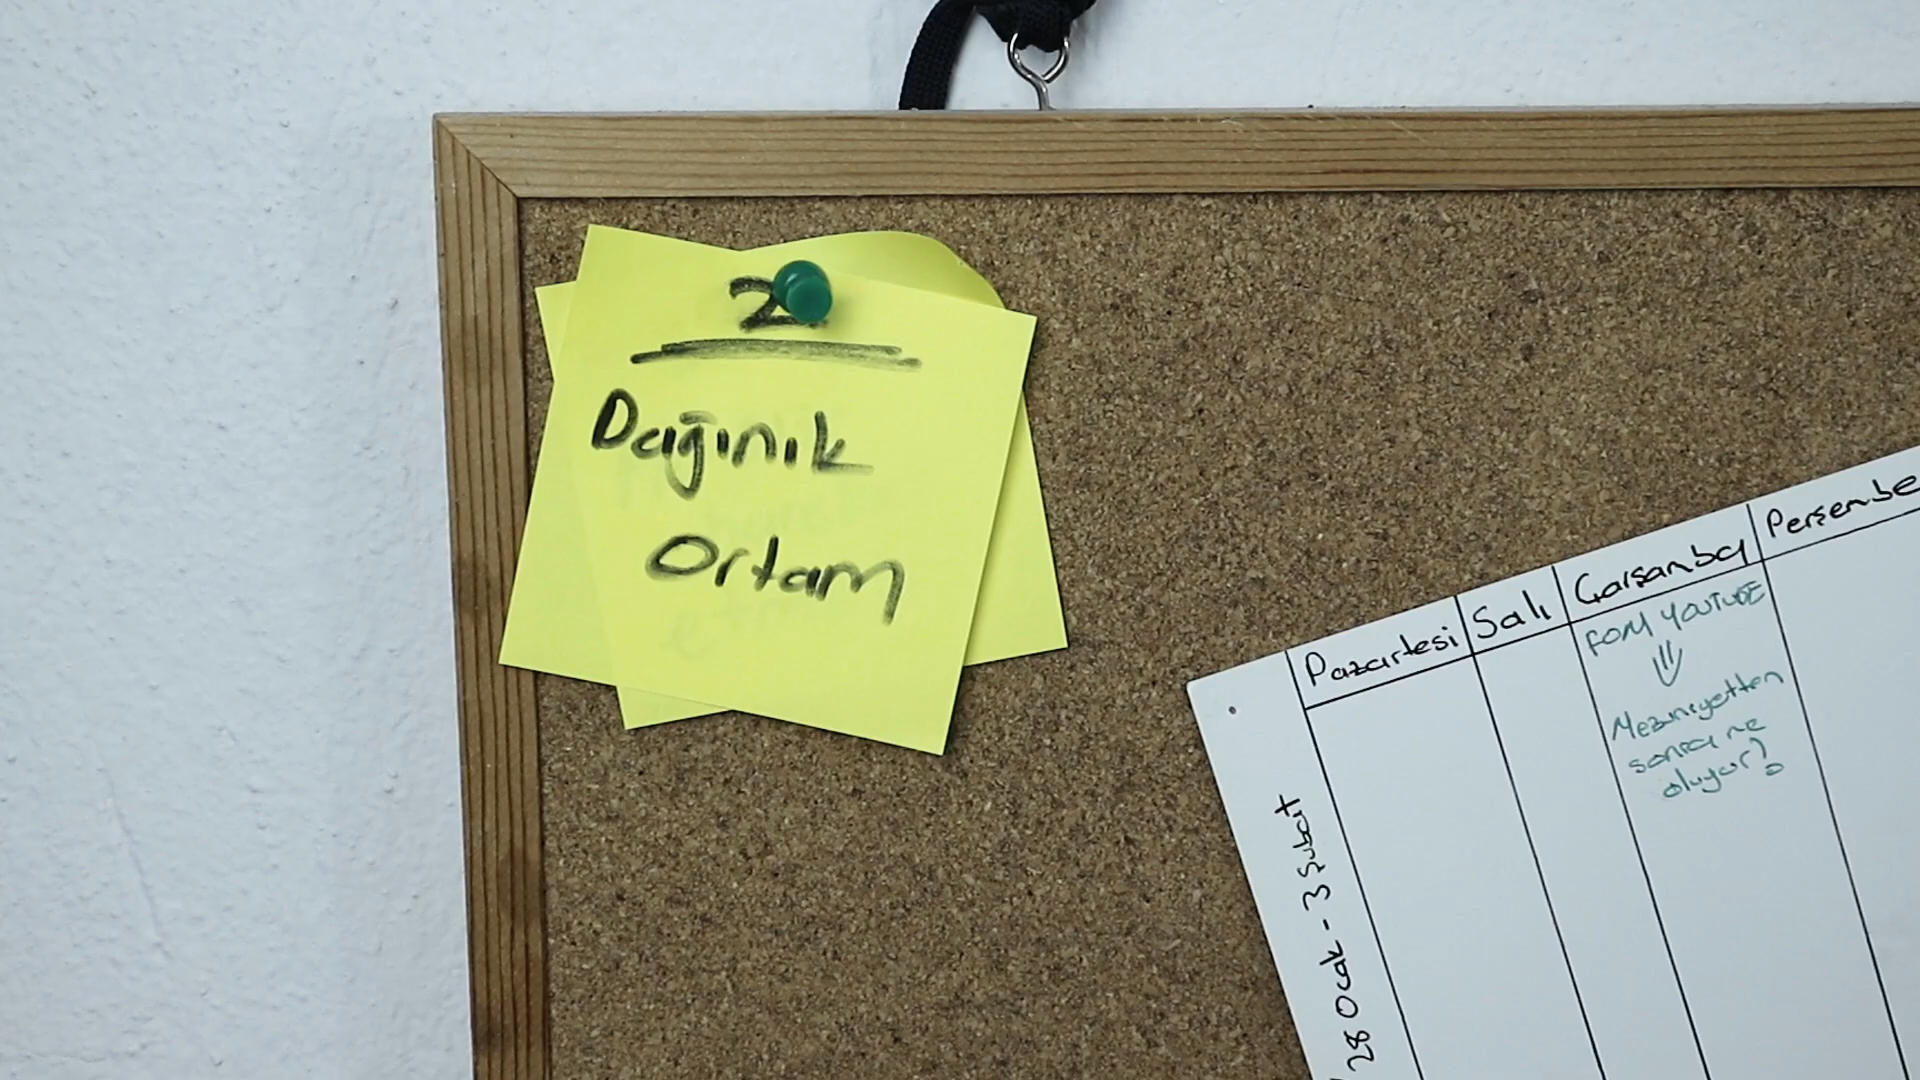 2
Dağınık
Ortam
Pazartesi Salı Çarşamba Perşembe
FOM YOUTUBE
Mezuniyetten
sonra ne
oluyor?
28 Ocak - 3 Şubat